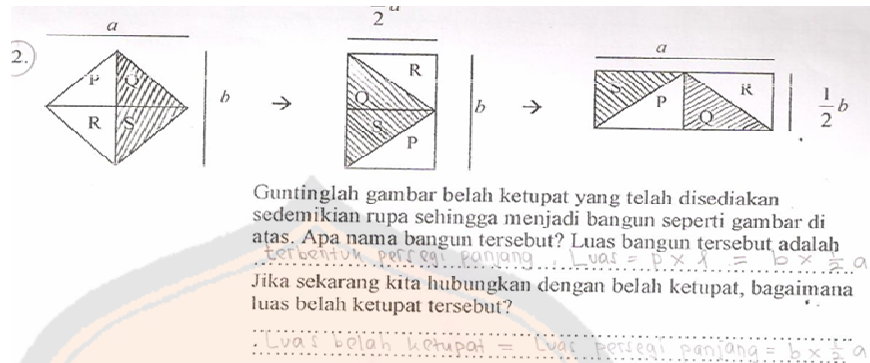 a
1/2 a
2.
P Q
R S
b
→
R
Q
S
P
b
→
a
S P Q R
1/2 b
Guntinglah gambar belah ketupat yang telah disediakan
sedemikian rupa sehingga menjadi bangun seperti gambar di
atas. Apa nama bangun tersebut? Luas bangun tersebut adalah
terbentuk persegi panjang. Luas = p x l = b x 1/2 a
Jika sekarang kita hubungkan dengan belah ketupat, bagaimana
luas belah ketupat tersebut?
Luas belah ketupat = Luas persegi panjang = b x 1/2 a